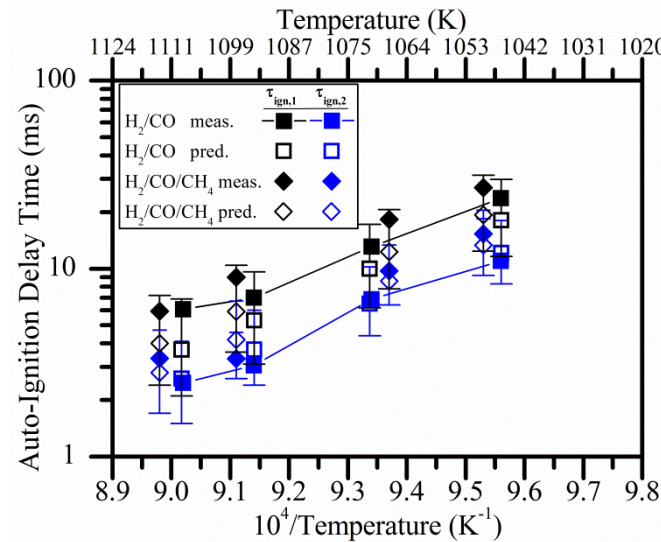 Temperature (K)
1124 1111 1099 1087 1075 1064 1053 1042 1031 1020
100
τign,1 τign,2
H2/CO meas.
H2/CO pred.
H2/CO/CH4 meas.
H2/CO/CH4 pred.
10
1
Auto-Ignition Delay Time (ms)
8.9 9.0 9.1 9.2 9.3 9.4 9.5 9.6 9.7 9.8
10^4/Temperature (K^-1)